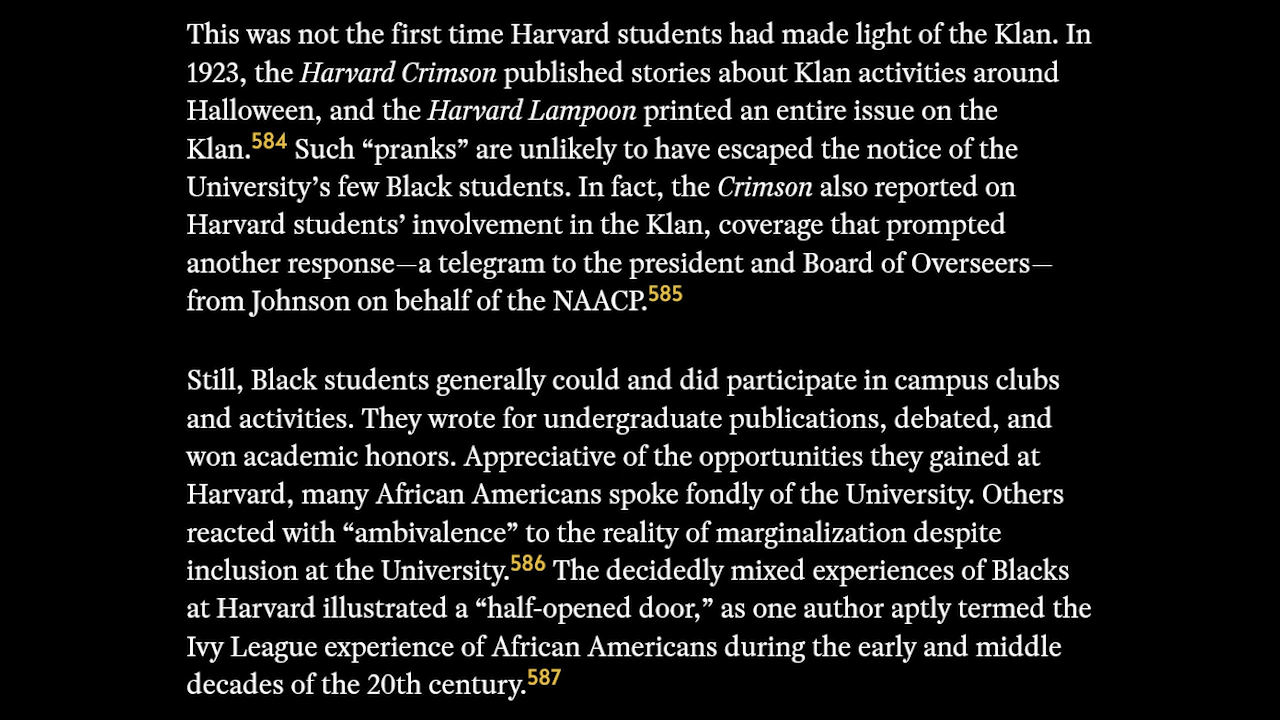 This was not the first time Harvard students had made light of the Klan. In
1923, the Harvard Crimson published stories about Klan activities around
Halloween, and the Harvard Lampoon printed an entire issue on the
Klan.584 Such “pranks” are unlikely to have escaped the notice of the
University’s few Black students. In fact, the Crimson also reported on
Harvard students’ involvement in the Klan, coverage that prompted
another response—a telegram to the president and Board of Overseers—
from Johnson on behalf of the NAACP.585
Still, Black students generally could and did participate in campus clubs
and activities. They wrote for undergraduate publications, debated, and
won academic honors. Appreciative of the opportunities they gained at
Harvard, many African Americans spoke fondly of the University. Others
reacted with “ambivalence” to the reality of marginalization despite
inclusion at the University.586 The decidedly mixed experiences of Blacks
at Harvard illustrated a “half-opened door,” as one author aptly termed the
Ivy League experience of African Americans during the early and middle
decades of the 20th century.587